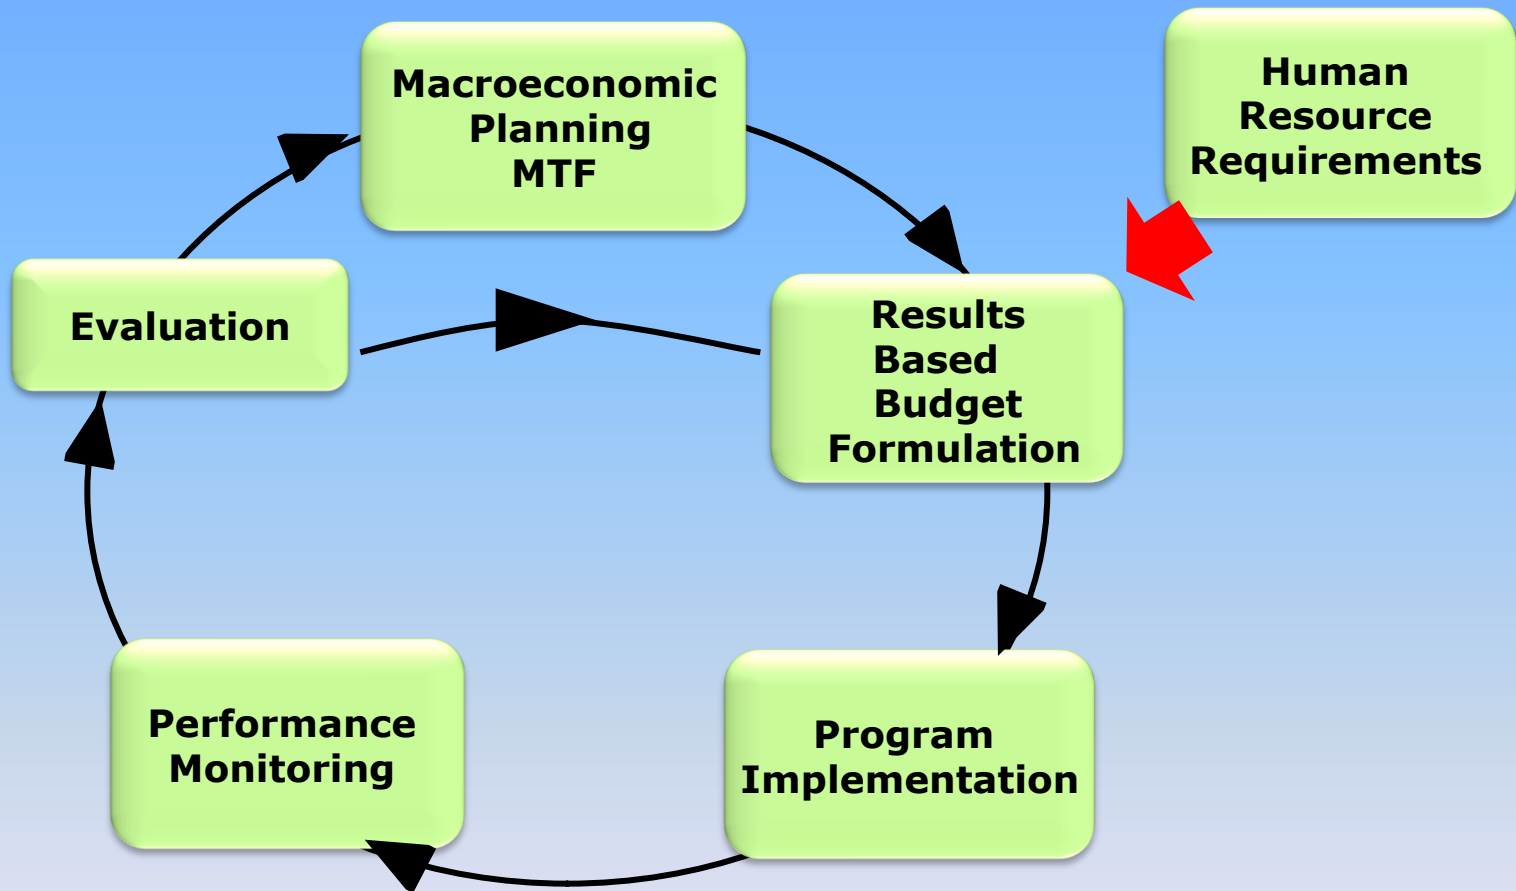 Macroeconomic
Planning
MTF
Human
Resource
Requirements
Evaluation
Results
Based
Budget
Formulation
Performance
Monitoring
Program
Implementation